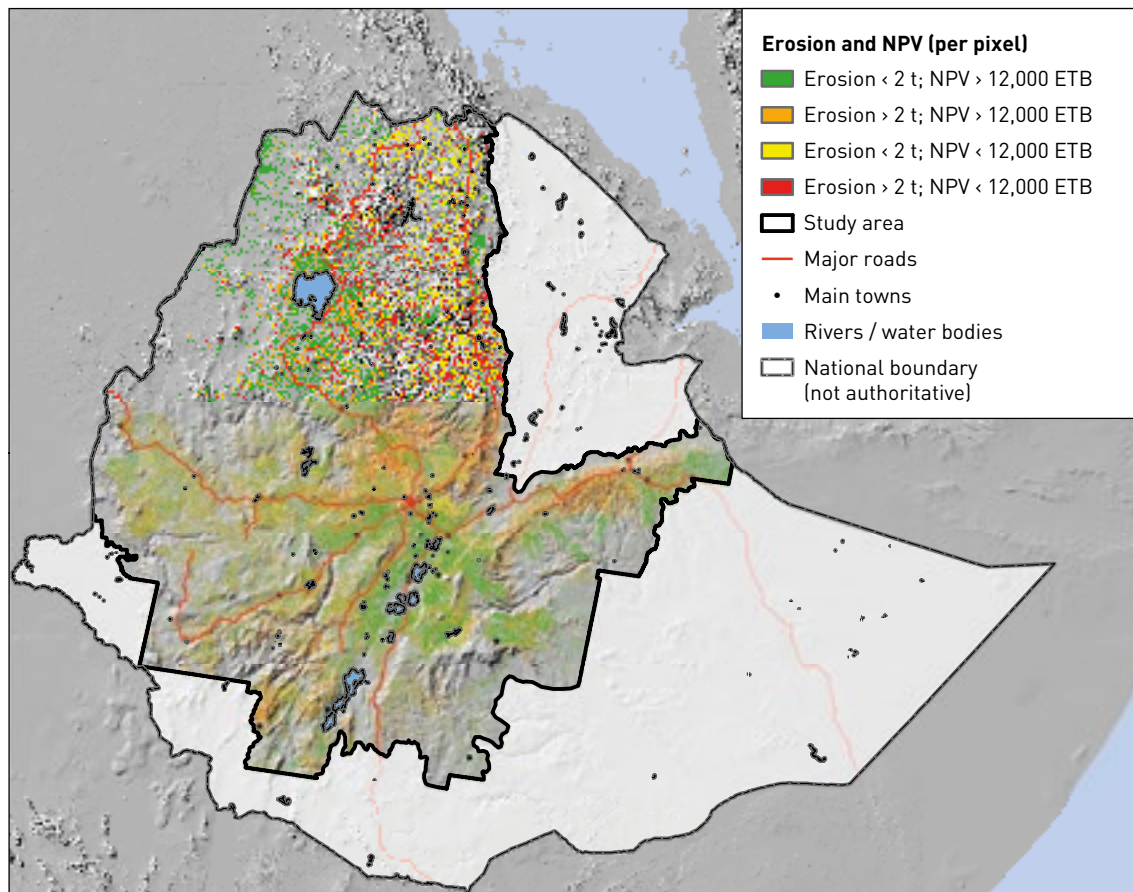 Erosion and NPV (per pixel)
Erosion < 2 t; NPV > 12,000 ETB
Erosion > 2 t; NPV > 12,000 ETB
Erosion < 2 t; NPV < 12,000 ETB
Erosion > 2 t; NPV < 12,000 ETB
Study area
Major roads
Main towns
Rivers / water bodies
National boundary
(not authoritative)